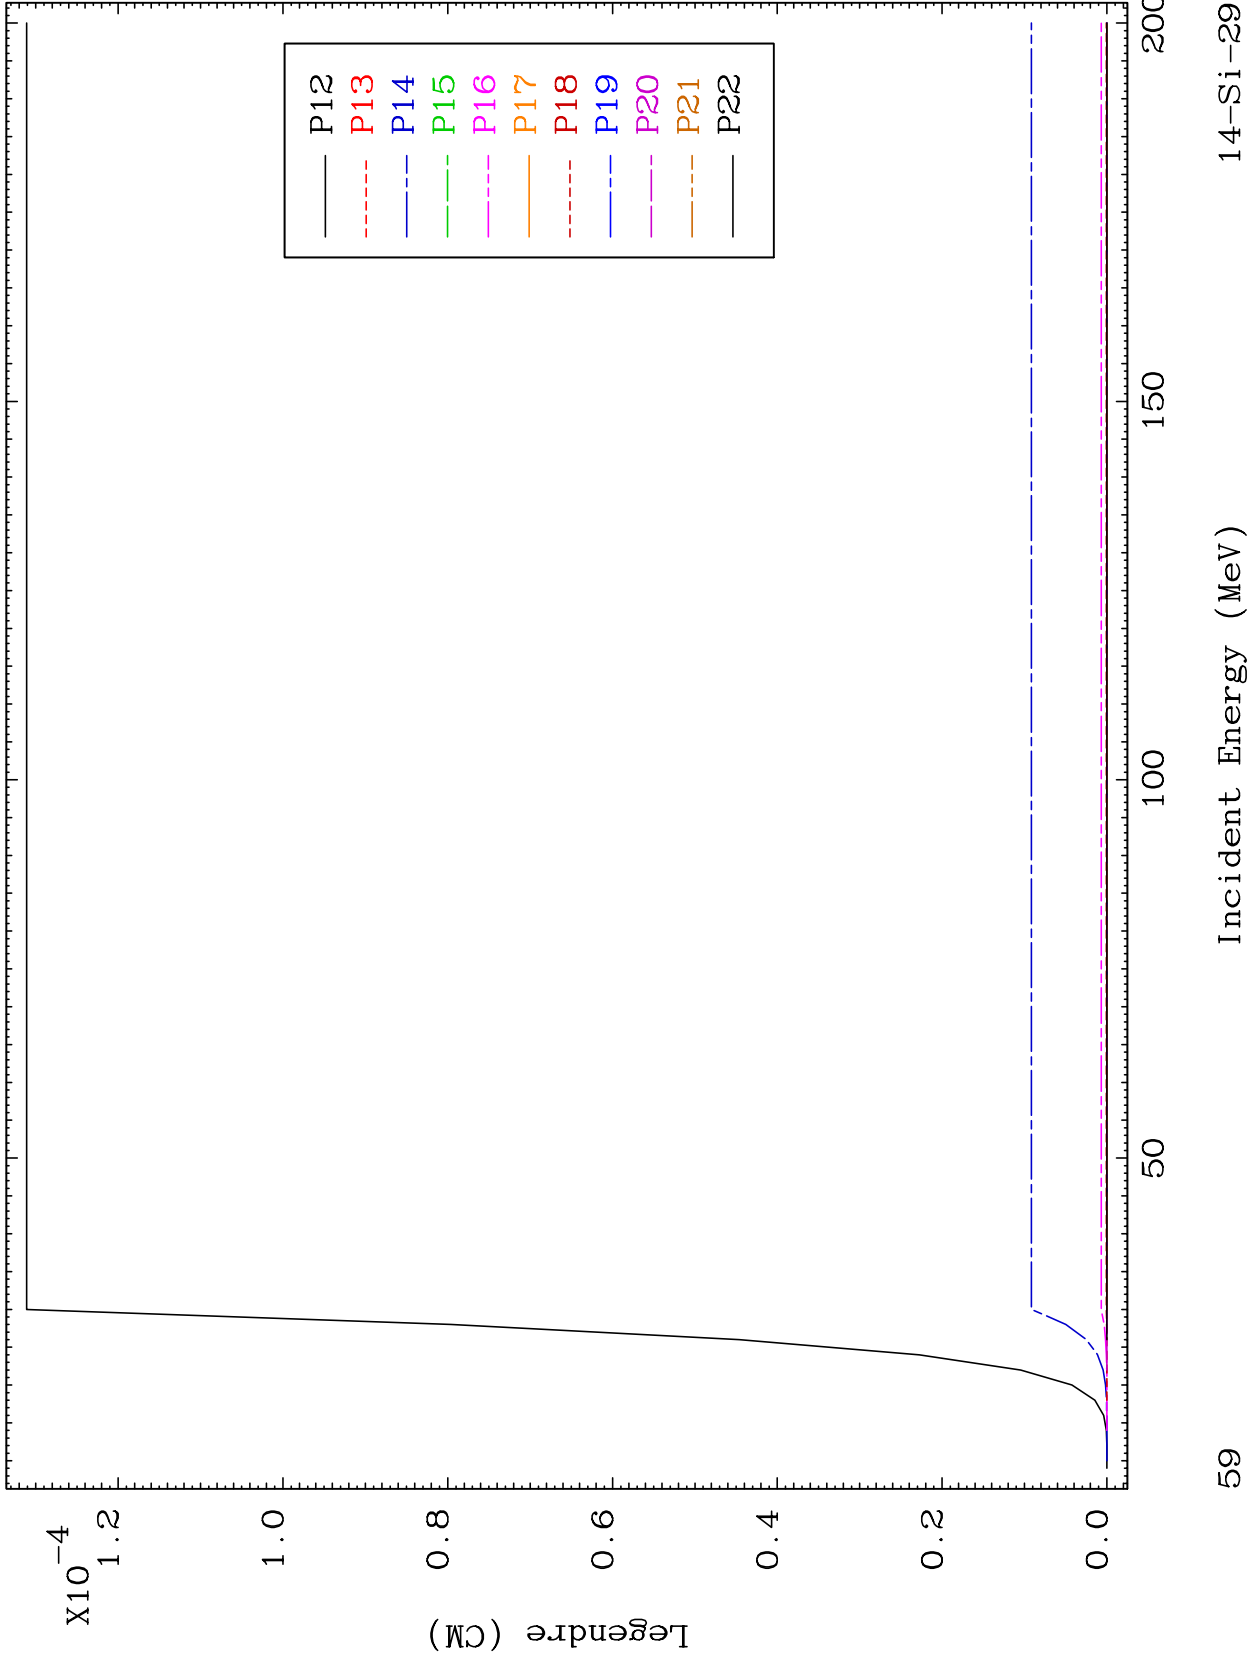 X10-4
1.2
1.0
0.8
0.6
0.4
0.2
0.0
Legendre (CM)
P12
P13
P14
P15
P16
P17
P18
P19
P20
P21
P22
50
100
150
200
59
Incident Energy (MeV)
14-Si-29